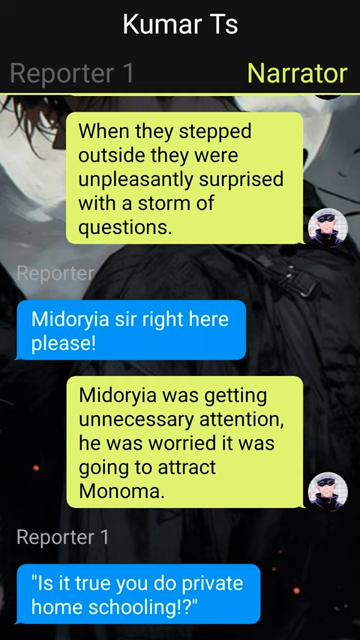 Kumar Ts
Reporter 1
Narrator
When they stepped
outside they were
unpleasantly surprised
with a storm of
questions.
Reporter
Midoryia sir right here
please!
Midoryia was getting
unnecessary attention,
he was worried it was
going to attract
Monoma.
Reporter 1
"Is it true you do private
home schooling!?"